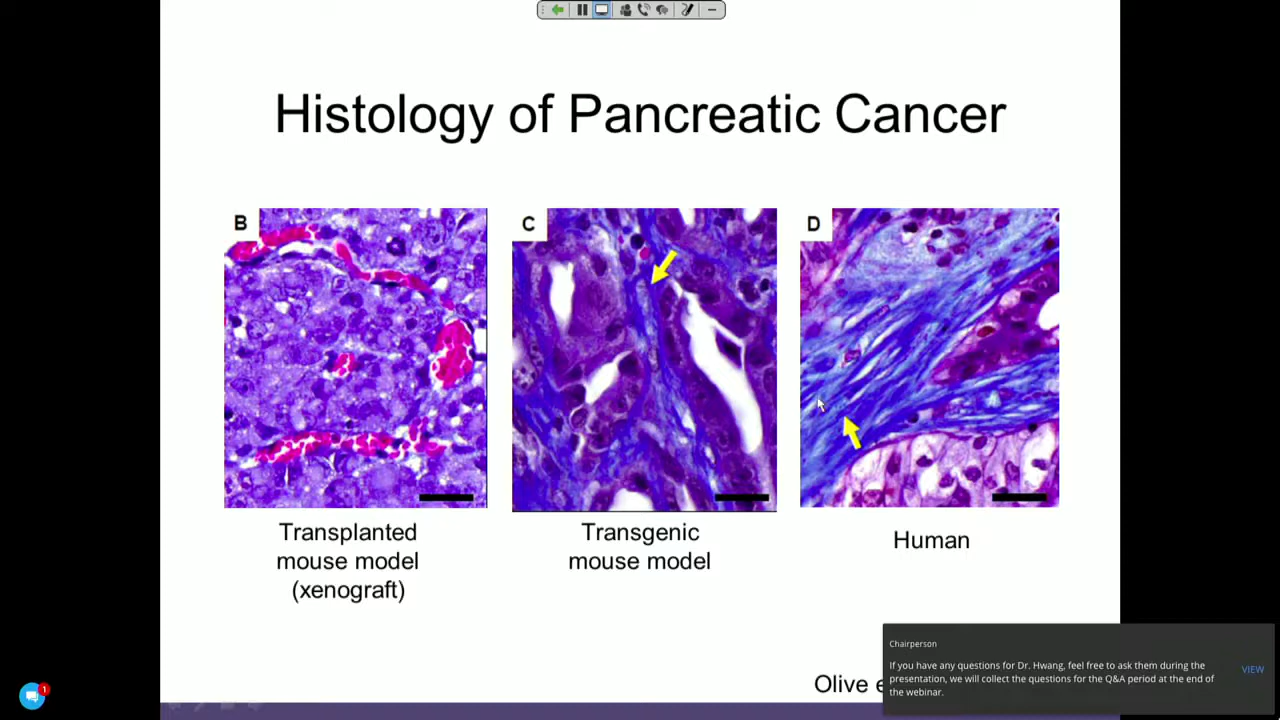 Histology of Pancreatic Cancer
B
C
D
Transplanted
mouse model
(xenograft)
Transgenic
mouse model
Human
Olive
Chairperson
If you have any questions for Dr. Hwang, feel free to ask them during the
presentation, we will collect the questions for the Q&A period at the end of
the webinar.
VIEW
1